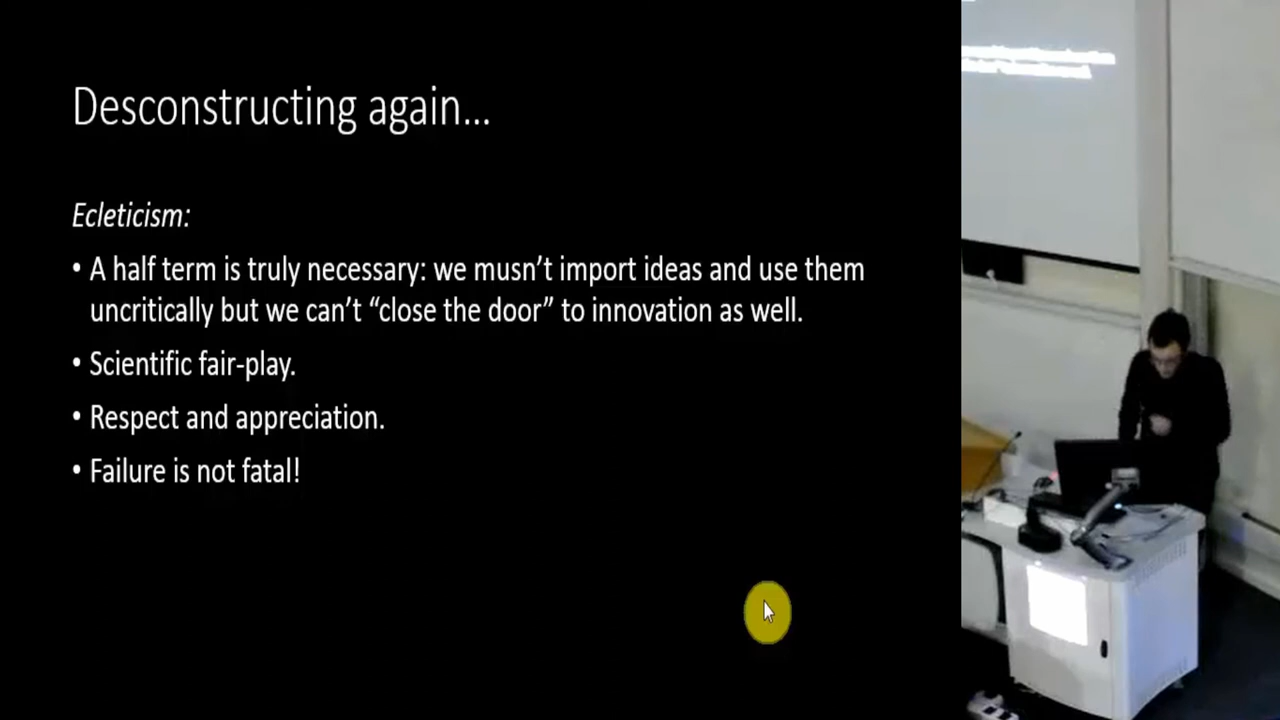 Desconstructing again...
Ecleticism:
• A half term is truly necessary: we musn’t import ideas and use them
uncritically but we can’t “close the door” to innovation as well.
• Scientific fair-play.
• Respect and appreciation.
• Failure is not fatal!